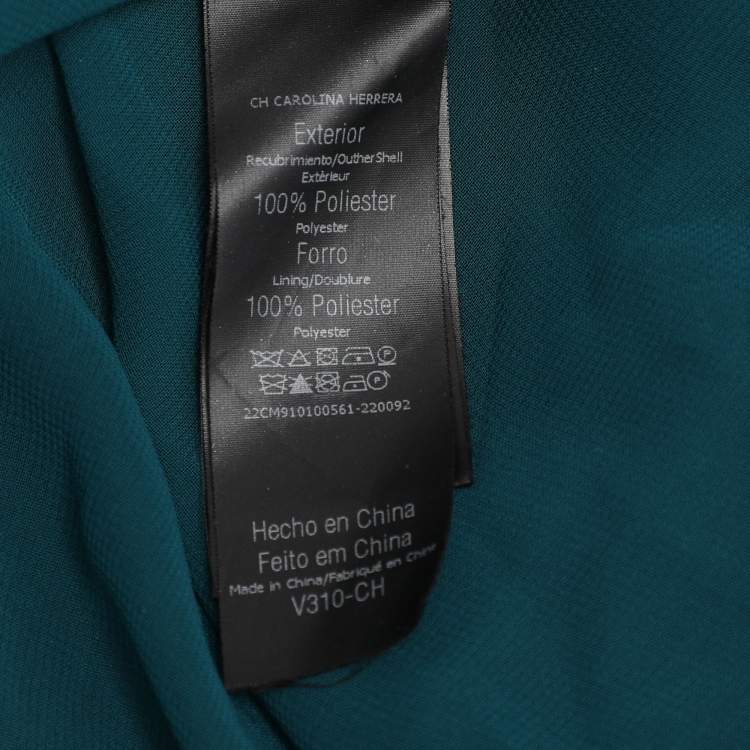 CH CAROLINA HERRERA
Exterior
Recubrimiento/OutherShell
Extérieur
100% Poliester
Polyester
Forro
Lining/Doublure
100% Poliester
Polyester
22CM910100561-220092
Hecho en China
Feito em China
Made in China/Fabriqué en Chine
V310-CH